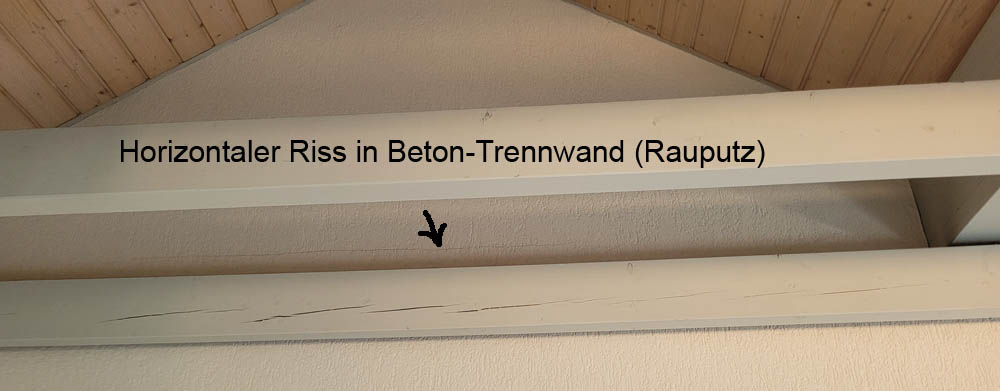 Horizontaler Riss in Beton-Trennwand (Rauputz)